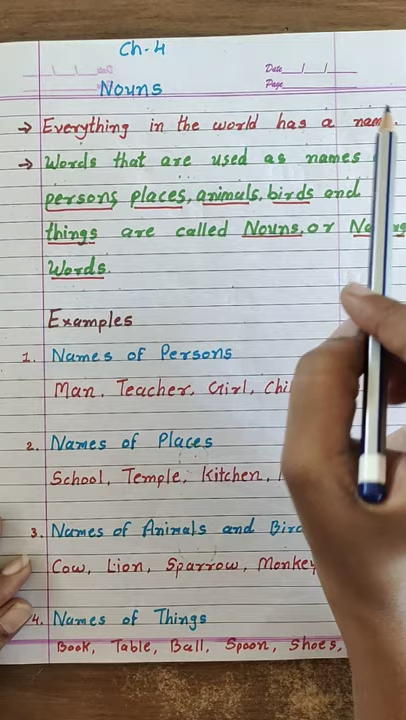 Ch-4
Date
Page
Nouns
→ Everything in the world has a name.
→ Words that are used as names
persons places, animals, birds and
things are called Nouns, or
Words.
Examples
1. Names of Persons
Man, Teacher, Girl,
2. Names of Places
School, Temple, Kitchen,
3. Names of Animals and
Cow, Lion, Sparrow, Monkey
4. Names of Things
Book, Table, Ball, Spoon, Shoes,